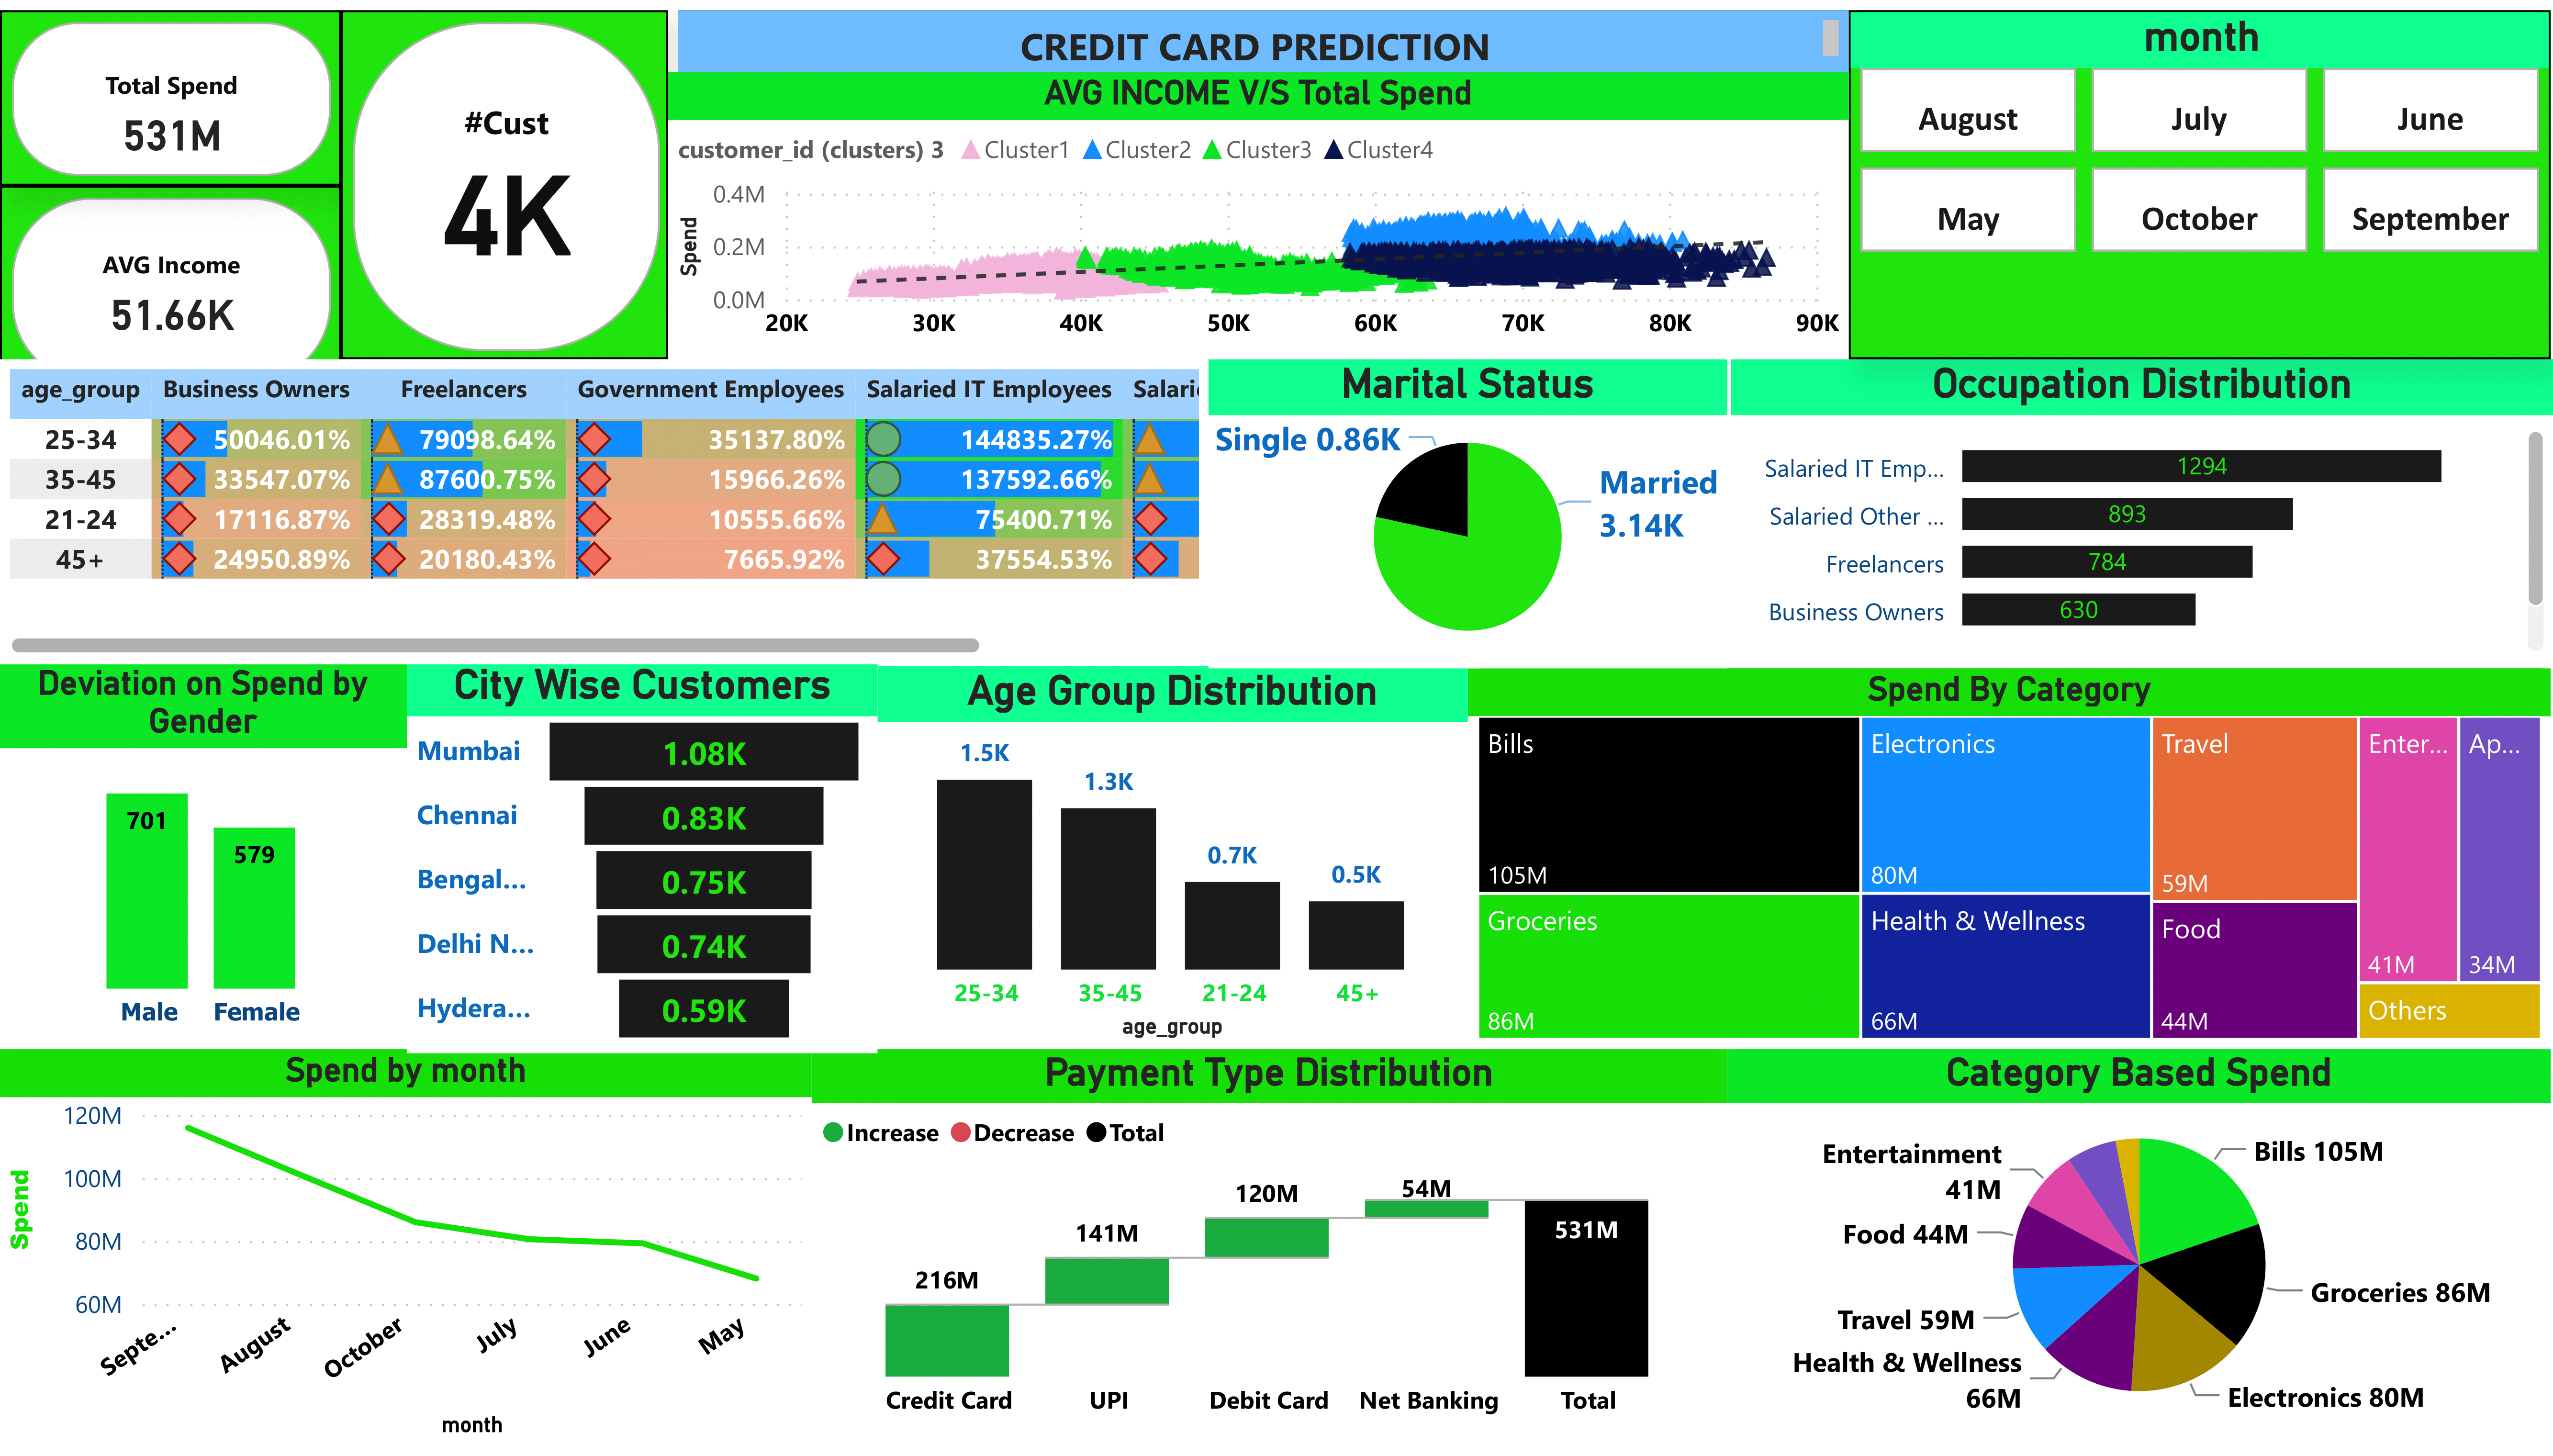 Total Spend
531M
AVG Income
51.66K
#Cust
4K
CREDIT CARD PREDICTION
AVG INCOME V/S Total Spend
customer_id (clusters) 3 Cluster1 Cluster2 Cluster3 Cluster4
Spend
0.4M
0.2M
0.0M
20K 30K 40K 50K 60K 70K 80K 90K
month
August July June
May October September
age_group Business Owners Freelancers Government Employees Salaried IT Employees Salarie
25-34 50046.01% 79098.64% 35137.80% 144835.27%
35-45 33547.07% 87600.75% 15966.26% 137592.66%
21-24 17116.87% 28319.48% 10555.66% 75400.71%
45+ 24950.89% 20180.43% 7665.92% 37554.53%
Marital Status
Single 0.86K
Married
3.14K
Occupation Distribution
Salaried IT Emp... 1294
Salaried Other ... 893
Freelancers 784
Business Owners 630
Deviation on Spend by
Gender
701
579
Male Female
City Wise Customers
Mumbai 1.08K
Chennai 0.83K
Bengal... 0.75K
Delhi N... 0.74K
Hydera... 0.59K
Age Group Distribution
1.5K
1.3K
0.7K
0.5K
25-34 35-45 21-24 45+
age_group
Spend By Category
Bills
105M
Groceries
86M
Electronics
80M
Health & Wellness
66M
Travel
59M
Food
44M
Enter...
41M
Ap...
34M
Others
Spend by month
Spend
120M
100M
80M
60M
Septe... August October July June May
month
Payment Type Distribution
Increase Decrease Total
216M
141M
120M
54M
531M
Credit Card UPI Debit Card Net Banking Total
Category Based Spend
Bills 105M
Groceries 86M
Electronics 80M
Health & Wellness
66M
Travel 59M
Food 44M
Entertainment
41M